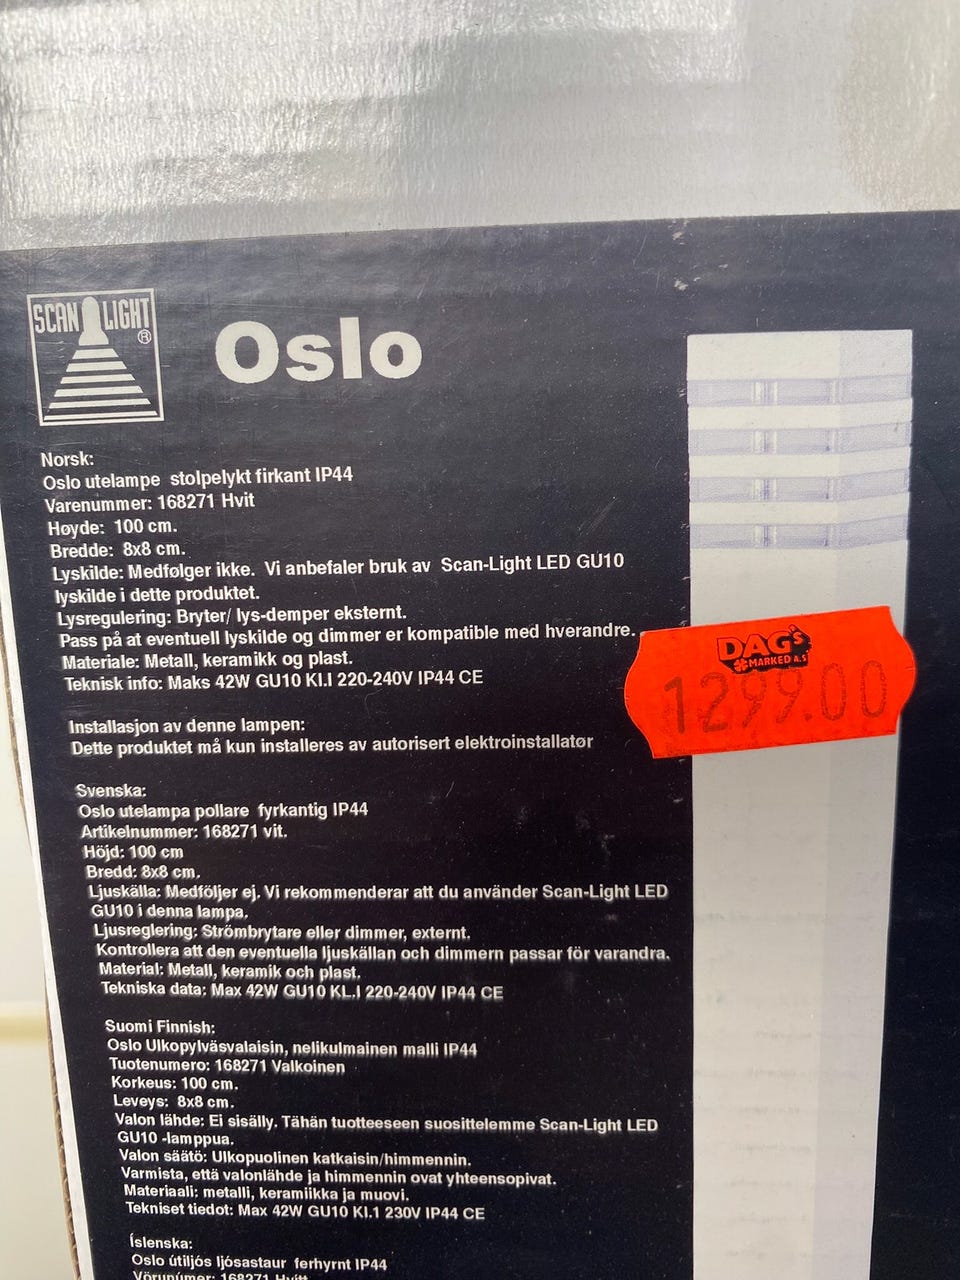 SCAN LIGHT ®
Oslo
Norsk:
Oslo utelampe stolpelykt firkant IP44
Varenummer: 168271 Hvit
Høyde: 100 cm.
Bredde: 8x8 cm.
Lyskilde: Medfølger ikke. Vi anbefaler bruk av Scan-Light LED GU10
lyskilde i dette produktet.
Lysregulering: Bryter/ lys-demper eksternt.
Pass på at eventuell lyskilde og dimmer er kompatible med hverandre.
Materiale: Metall, keramikk og plast.
Teknisk info: Maks 42W GU10 Kl.I 220-240V IP44 CE
DAG's
MARKED A.S
1299.00
Installasjon av denne lampen:
Dette produktet må kun installeres av autorisert elektroinstallatør
Svenska:
Oslo utelampa pollare fyrkantig IP44
Artikelnummer: 168271 vit.
Höjd: 100 cm
Bredd: 8x8 cm.
Ljuskälla: Medföljer ej. Vi rekommenderar att du använder Scan-Light LED
GU10 i denna lampa.
Ljusreglering: Strömbrytare eller dimmer, externt.
Kontrollera att den eventuella ljuskällan och dimmern passar för varandra.
Material: Metall, keramik och plast.
Tekniska data: Max 42W GU10 KL.I 220-240V IP44 CE
Suomi Finnish:
Oslo Ulkopylväsvalaisin, nelikulmainen malli IP44
Tuotenumero: 168271 Valkoinen
Korkeus: 100 cm.
Leveys: 8x8 cm.
Valon lähde: Ei sisälly. Tähän tuotteeseen suosittelemme Scan-Light LED
GU10 -lamppua.
Valon säätö: Ulkopuolinen katkaisin/himmennin.
Varmista, että valonlähde ja himmennin ovat yhteensopivat.
Materiaali: metalli, keramiikka ja muovi.
Tekniset tiedot: Max 42W GU10 Kl.1 230V IP44 CE
Íslenska:
Oslo útiljós ljósastaur ferhyrnt IP44
Vörunúmer: 168271 Hvítt